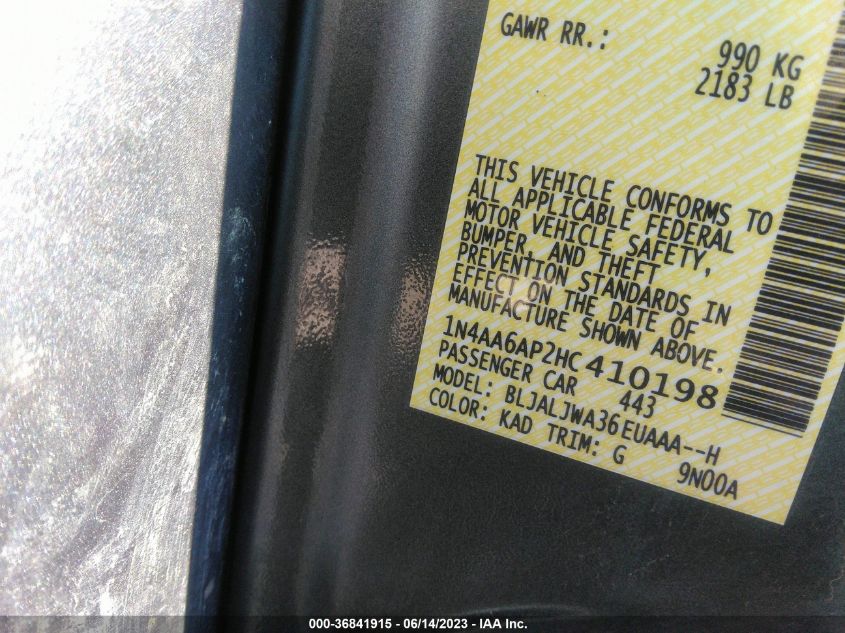 GAWR RR.:
990 KG
2183 LB
THIS VEHICLE CONFORMS TO
ALL APPLICABLE FEDERAL
MOTOR VEHICLE SAFETY,
BUMPER, AND THEFT
PREVENTION STANDARDS IN
EFFECT ON THE DATE OF
MANUFACTURE SHOWN ABOVE.
1N4AA6AP2HC410198
PASSENGER CAR 443
MODEL: BLJALJWA36EUAAA--H
COLOR: KAD TRIM: G 9N00A
000-36841915 - 06/14/2023 - IAA Inc.